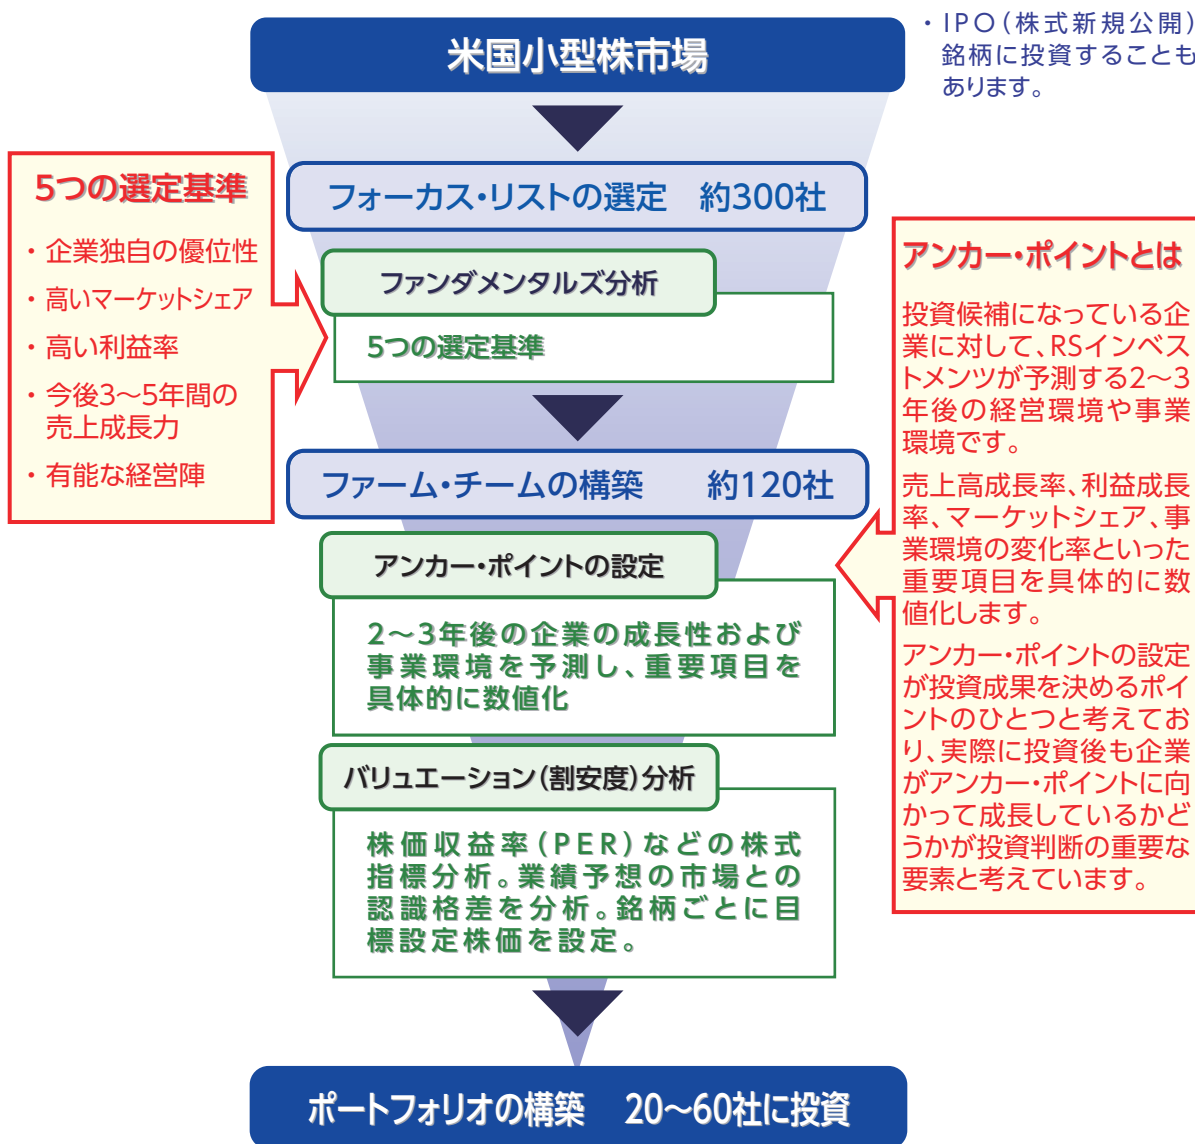 米国小型株市場
・IPO（株式新規公開）
銘柄に投資することも
あります。
フォーカス・リストの選定　約300社
5つの選定基準
・企業独自の優位性
・高いマーケットシェア
・高い利益率
・今後3～5年間の
売上成長力
・有能な経営陣
ファンダメンタルズ分析
5つの選定基準
ファーム・チームの構築　約120社
アンカー・ポイントの設定
2～3年後の企業の成長性および
事業環境を予測し、重要項目を
具体的に数値化
アンカー・ポイントとは
投資候補になっている企
業に対して、RSインベス
トメンツが予測する2～3
年後の経営環境や事業
環境です。
売上高成長率、利益成長
率、マーケットシェア、事
業環境の変化率といった
重要項目を具体的に数
値化します。
アンカー・ポイントの設定
が投資成果を決めるポイ
ントのひとつと考えてお
り、実際に投資後も企業
がアンカー・ポイントに向
かって成長しているかど
うかが投資判断の重要な
要素と考えています。
バリュエーション（割安度）分析
株価収益率（PER）などの株式
指標分析。業績予想の市場との
認識格差を分析。銘柄ごとに目
標設定株価を設定。
ポートフォリオの構築　20～60社に投資